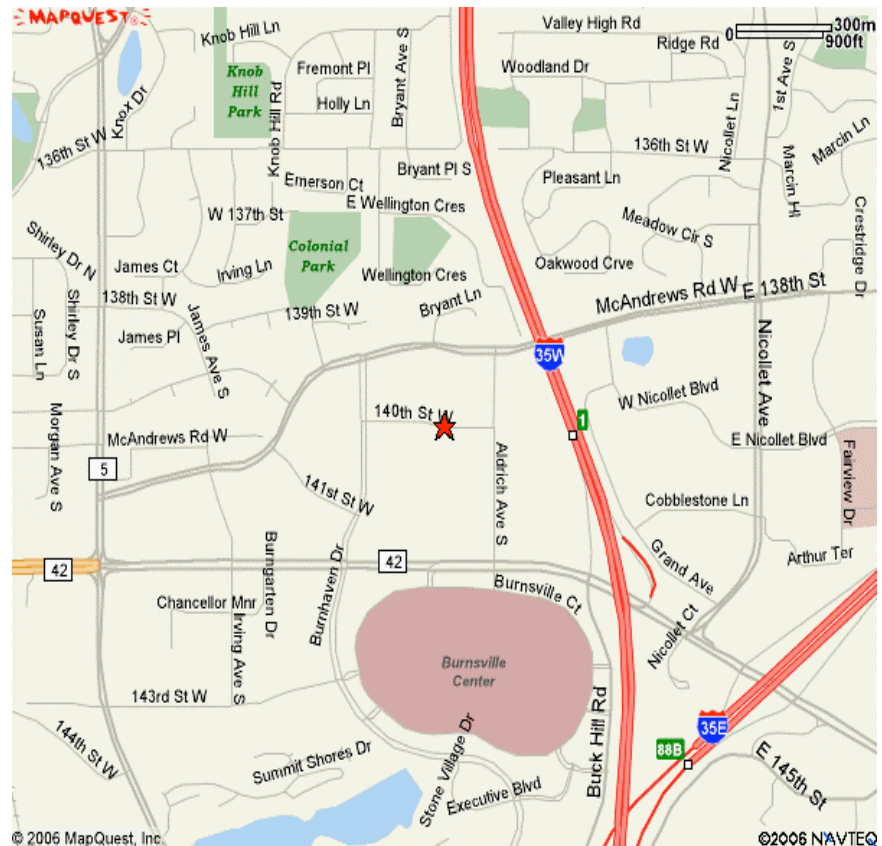 MAPQUEST
Knob Hill Ln
Valley High Rd
300m
0
900ft
Ridge Rd
1st Ave S
Knob
Hill
Park
Fremont Pl
Woodland Dr
Knox Dr
Holly Ln
Bryant Ave S
Nicollet Ln
Knob Hill Rd
136th St W
136th St W
Marcin Ln
Marcin Hl
Bryant Pl S
Emerson Ct
Pleasant Ln
E Wellington Cres
W 137th St
Meadow Cir S
Crestridge Dr
Shirley Dr N
Colonial
Park
James Ct
Irving Ln
Wellington Cres
Oakwood Crve
McAndrews Rd W
E 138th St
138th St W
Shirley Dr S
139th St W
Bryant Ln
Susan Ln
James Pl
James Ave S
35W
Nicollet Ave
W Nicollet Blvd
140th St W
1
Morgan Ave S
McAndrews Rd W
E Nicollet Blvd
Aldrich Ave S
Fairview Dr
5
141st St W
Cobblestone Ln
Grand Ave
Arthur Ter
42
42
Burngarten Dr
Burnhaven Dr
Burnsville Ct
Chancellor Mnr
Irving Ave S
Nicollet Ct
Burnsville
Center
143rd St W
Buck Hill Rd
35E
144th St W
88B
E 145th St
Summit Shores Dr
Stone Village Dr
Executive Blvd
© 2006 MapQuest, Inc.
©2006 NAVTEQ